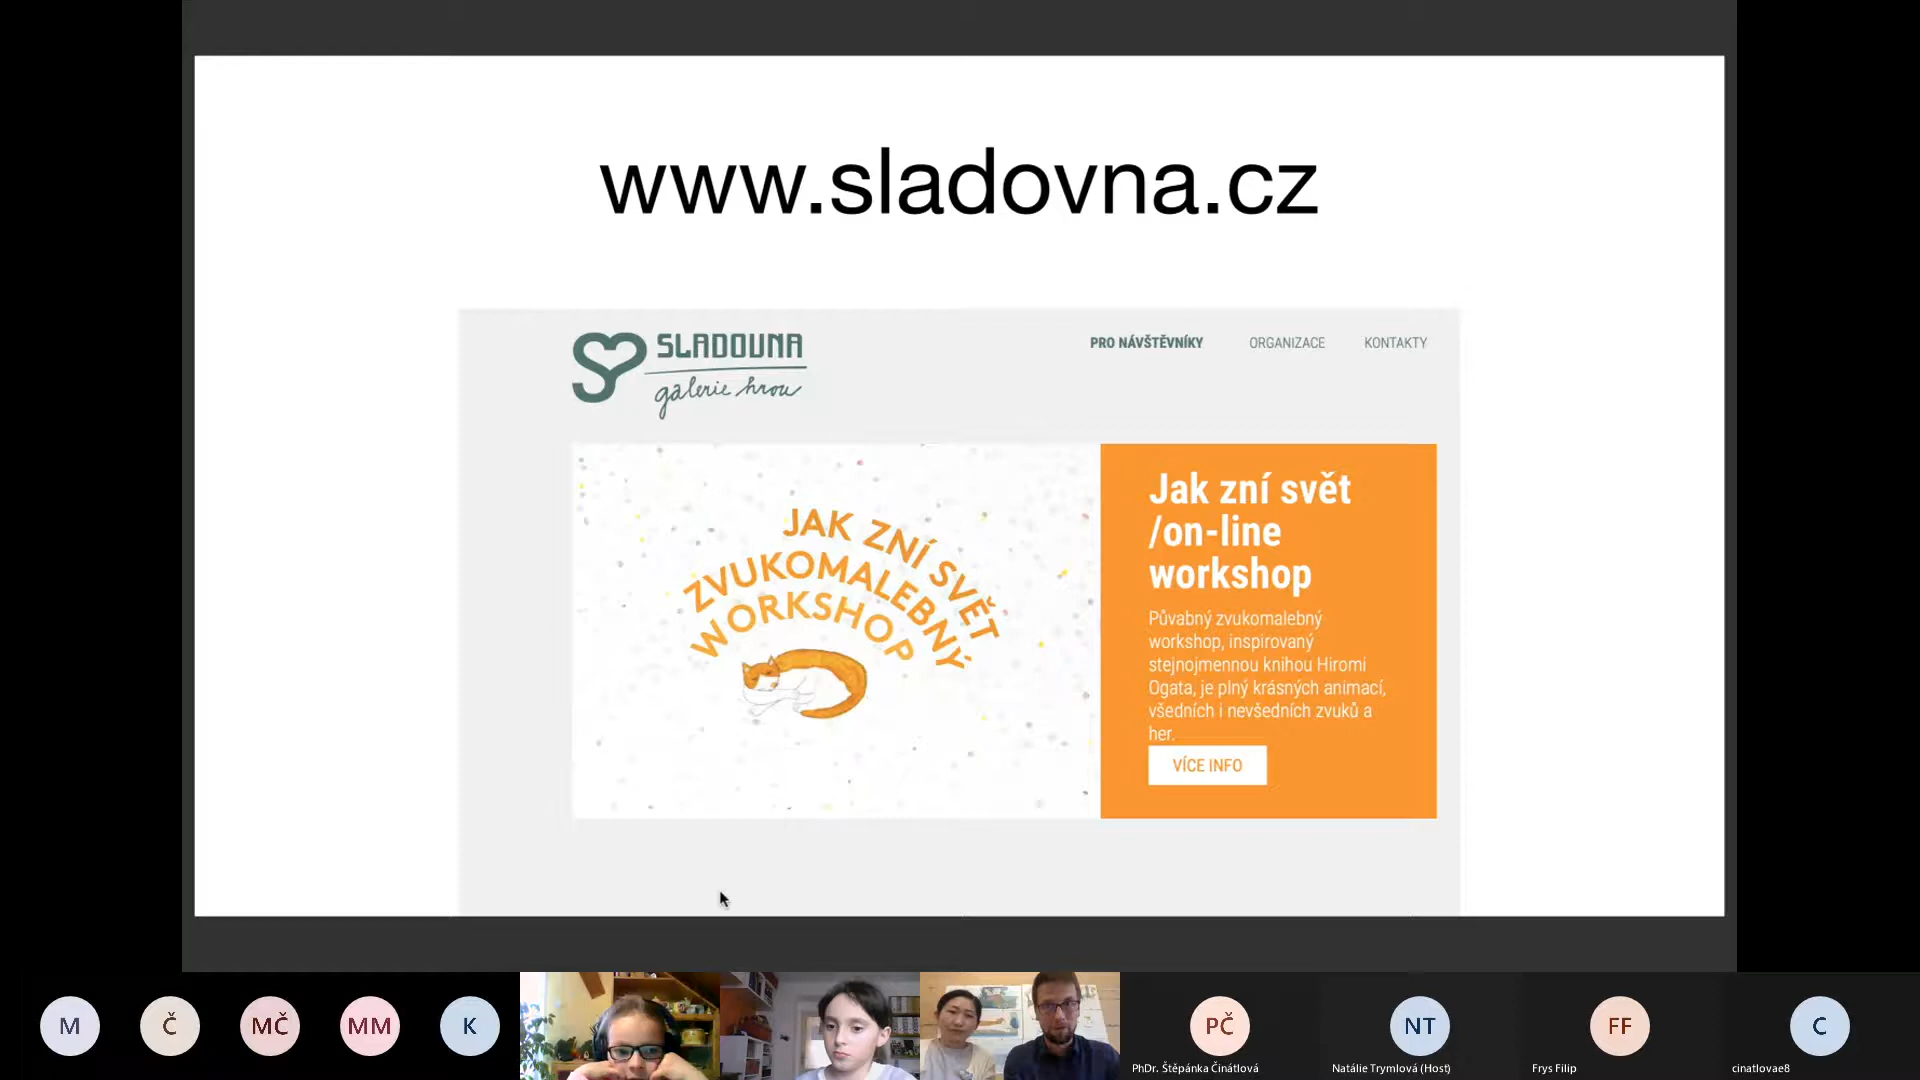 www.sladovna.cz
SLADOVNA
galerie hrou
PRO NÁVŠTĚVNÍKY
ORGANIZACE
KONTAKTY
JAK ZNÍ SVĚT
ZVUKOMALEBNÝ
WORKSHOP
Jak zní svět
/on-line
workshop
Půvabný zvukomalebný
workshop, inspirovaný
stejnojmennou knihou Hiromi
Ogata, je plný krásných animací,
všedních i nevšedních zvuků a
her.
VÍCE INFO
M
Č
MČ
MM
K
PČ
PhDr. Štěpánka Činátlová
NT
Natálie Trymlová (Host)
FF
Frys Filip
C
cinatlovae8